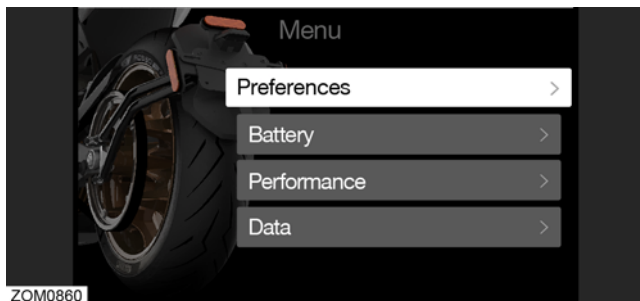 Menu
Preferences
Battery
Performance
Data
ZOM0860